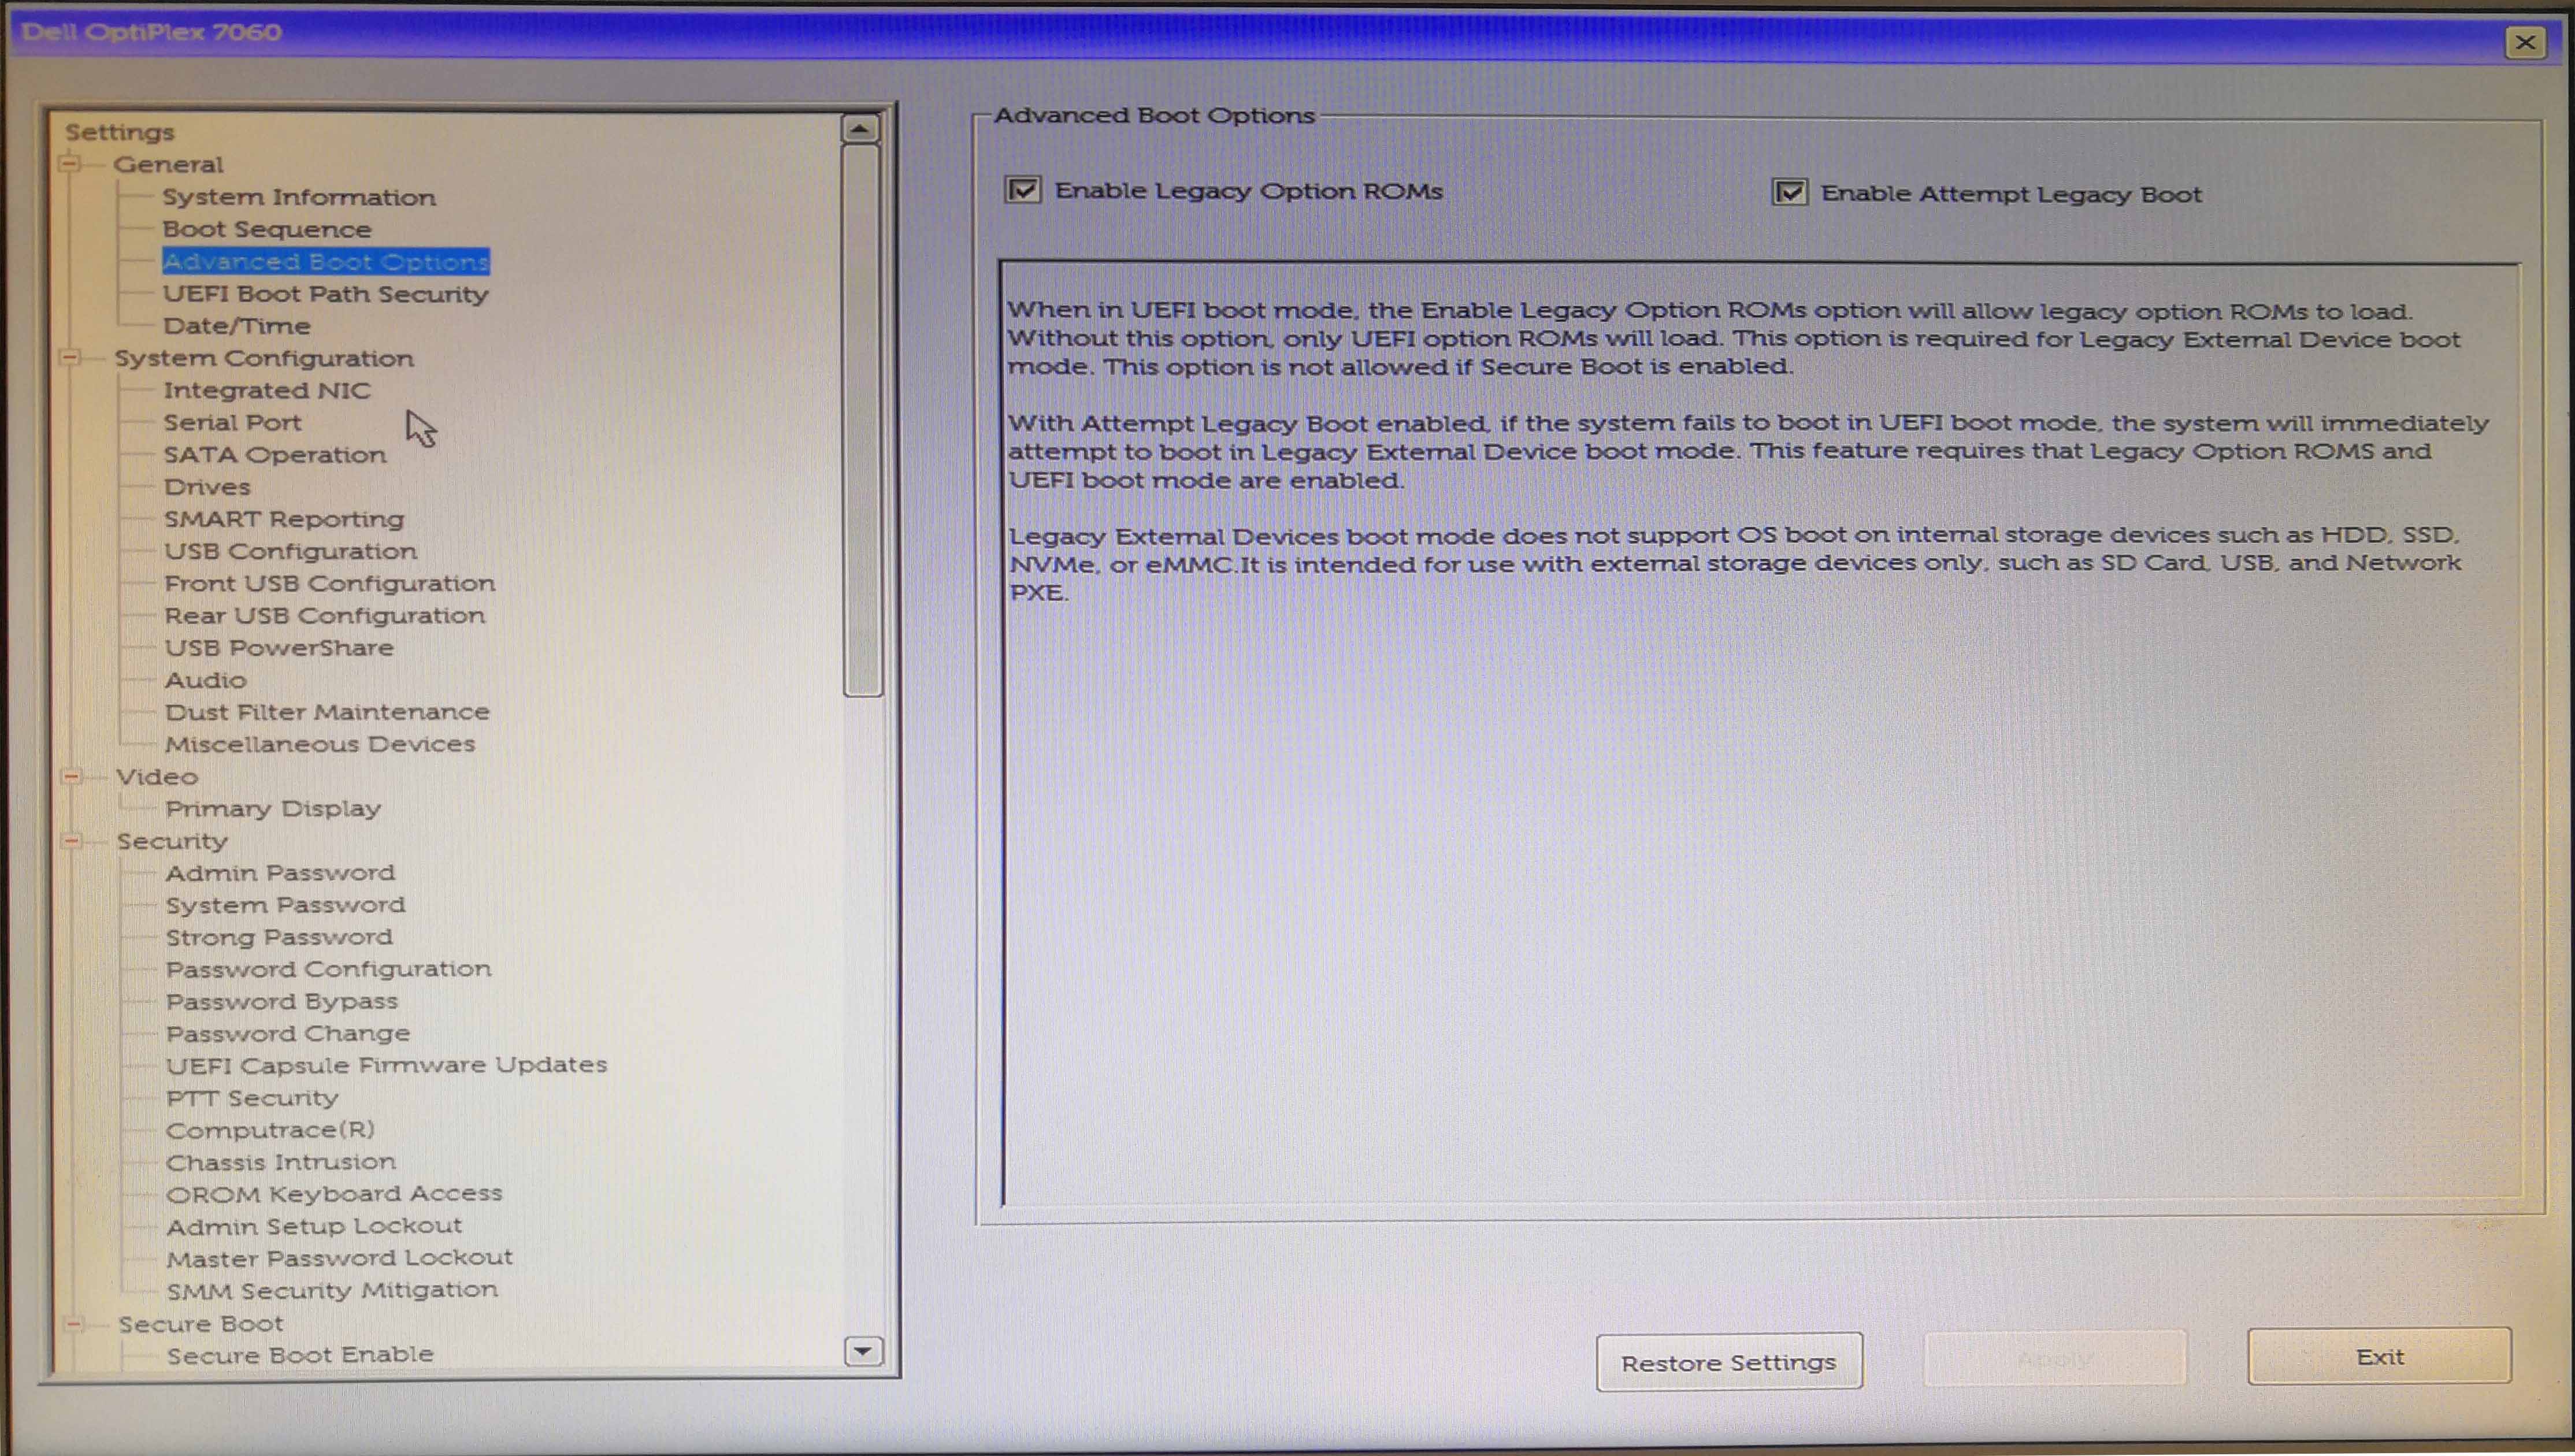 Dell OptiPlex 7060
Settings
General
System Information
Boot Sequence
Advanced Boot Options
UEFI Boot Path Security
Date/Time
System Configuration
Integrated NIC
Serial Port
SATA Operation
Drives
SMART Reporting
USB Configuration
Front USB Configuration
Rear USB Configuration
USB PowerShare
Audio
Dust Filter Maintenance
Miscellaneous Devices
Video
Primary Display
Security
Admin Password
System Password
Strong Password
Password Configuration
Password Bypass
Password Change
UEFI Capsule Firmware Updates
PTT Security
Computrace(R)
Chassis Intrusion
OROM Keyboard Access
Admin Setup Lockout
Master Password Lockout
SMM Security Mitigation
Secure Boot
Secure Boot Enable
Advanced Boot Options
Enable Legacy Option ROMs
Enable Attempt Legacy Boot
When in UEFI boot mode, the Enable Legacy Option ROMs option will allow legacy option ROMs to load.
Without this option, only UEFI option ROMs will load. This option is required for Legacy External Device boot
mode. This option is not allowed if Secure Boot is enabled.
With Attempt Legacy Boot enabled, if the system fails to boot in UEFI boot mode, the system will immediately
attempt to boot in Legacy External Device boot mode. This feature requires that Legacy Option ROMS and
UEFI boot mode are enabled.
Legacy External Devices boot mode does not support OS boot on internal storage devices such as HDD, SSD,
NVMe, or eMMC.It is intended for use with external storage devices only, such as SD Card, USB, and Network
PXE.
Restore Settings
Apply
Exit